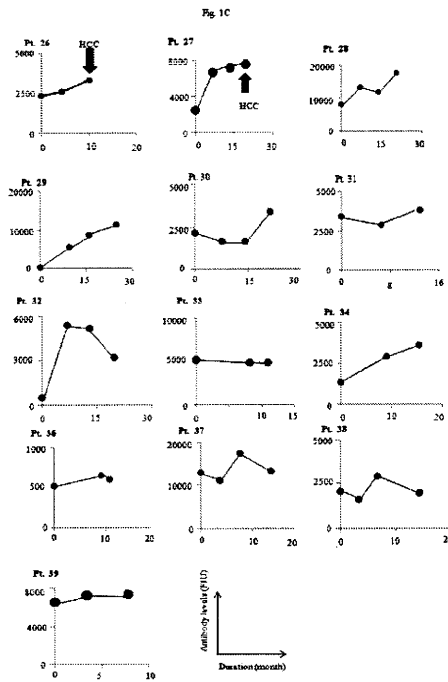 Fig. 1C
Pt. 26
HCC
5000
2500
0
0 10 20
Pt. 27
8000
4000
0
0 10 20 30
HCC
Pt. 28
20000
10000
0
0 15 30
Pt. 29
20000
10000
0
0 15 30
Pt. 30
5000
2500
0
0 15 30
Pt. 31
5000
2500
0
0 8 16
Pt. 32
6000
3000
0
0 15 30
Pt. 33
10000
5000
0
0 10 15
Pt. 34
5000
2500
0
0 10 20
Pt. 36
1000
500
0
0 10 20
Pt. 37
20000
10000
0
0 10 20
Pt. 38
5000
2500
0
0 10 20
Pt. 39
8000
4000
0
0 5 10
Antibody levels (FIU)
Duration (month)